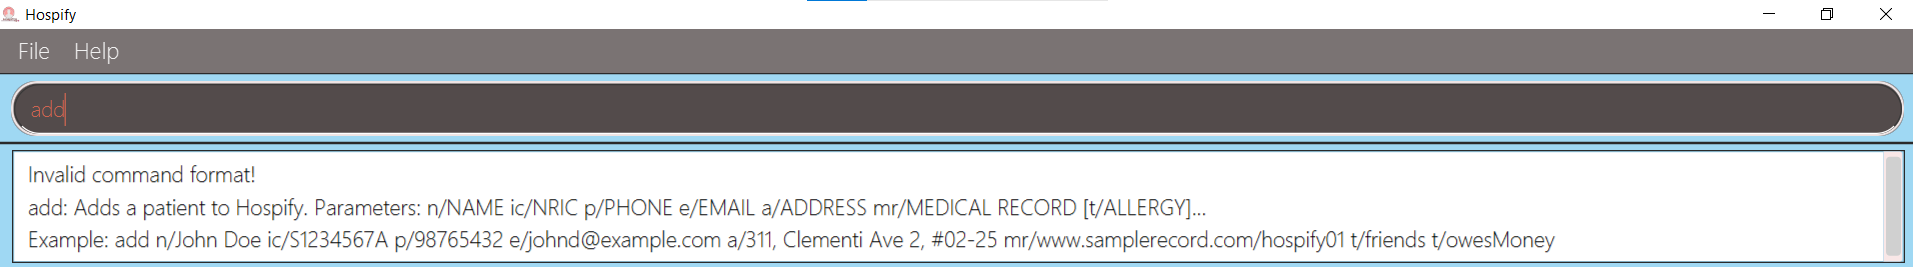 Hospify
File Help
add
Invalid command format!
add: Adds a patient to Hospify. Parameters: n/NAME ic/NRIC p/PHONE e/EMAIL a/ADDRESS mr/MEDICAL RECORD [t/ALLERGY]...
Example: add n/John Doe ic/S1234567A p/98765432 e/johnd@example.com a/311, Clementi Ave 2, #02-25 mr/www.samplerecord.com/hospify01 t/friends t/owesMoney